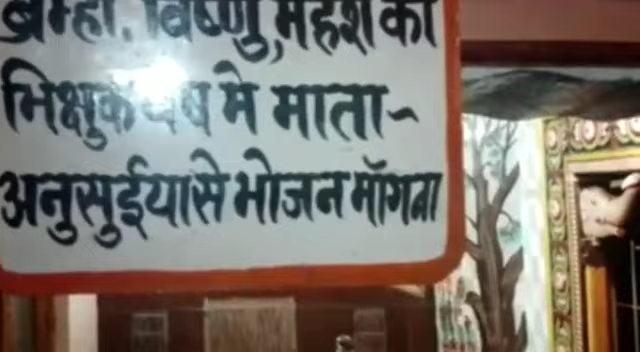 ब्रम्हा, विष्णु, महेश का
भिक्षुक वेष मे माता~
अनुसुईया से भोजन माँगना